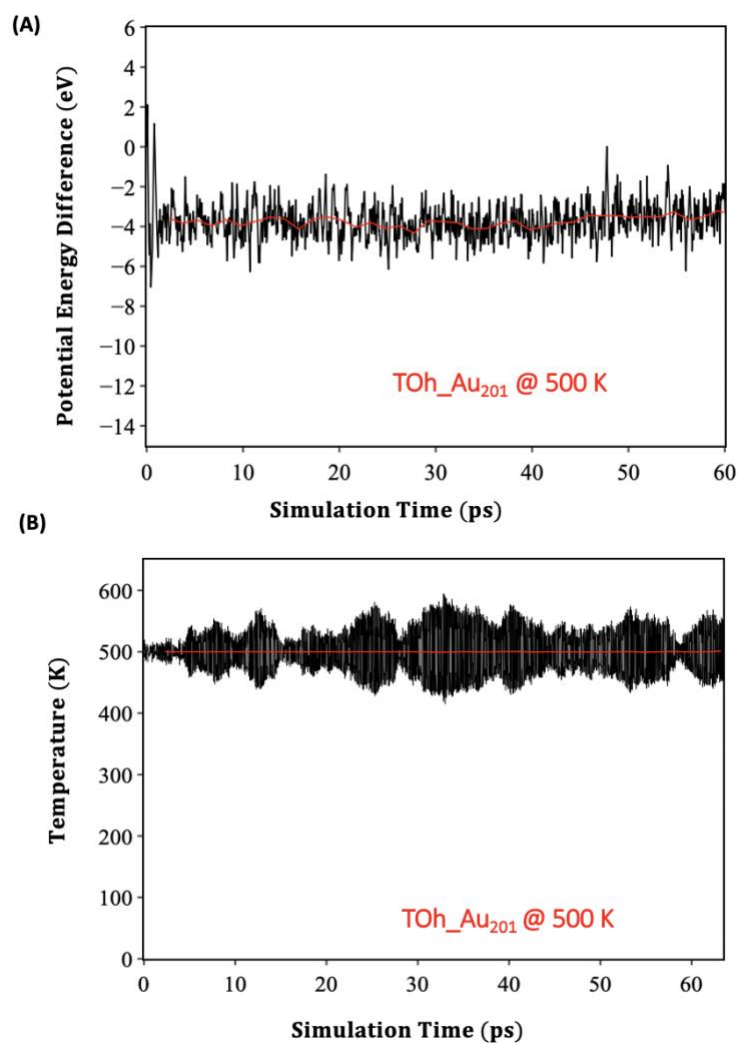 (A)
Potential Energy Difference (eV)
6
4
2
0
−2
−4
−6
−8
−10
−12
−14
TOh_Au₂₀₁ @ 500 K
0 10 20 30 40 50 60
Simulation Time (ps)
(B)
Temperature (K)
600
500
400
300
200
100
0
TOh_Au₂₀₁ @ 500 K
0 10 20 30 40 50 60
Simulation Time (ps)